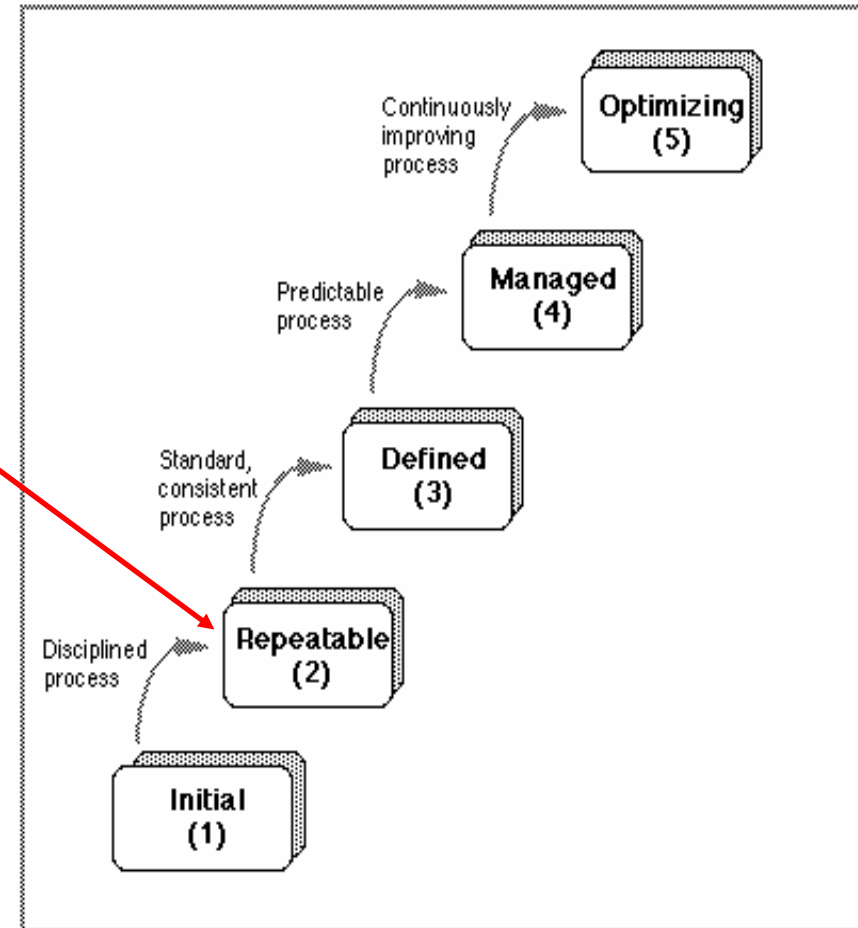 Continuously
improving
process
Optimizing
(5)
Predictable
process
Managed
(4)
Standard,
consistent
process
Defined
(3)
Disciplined
process
Repeatable
(2)
Initial
(1)